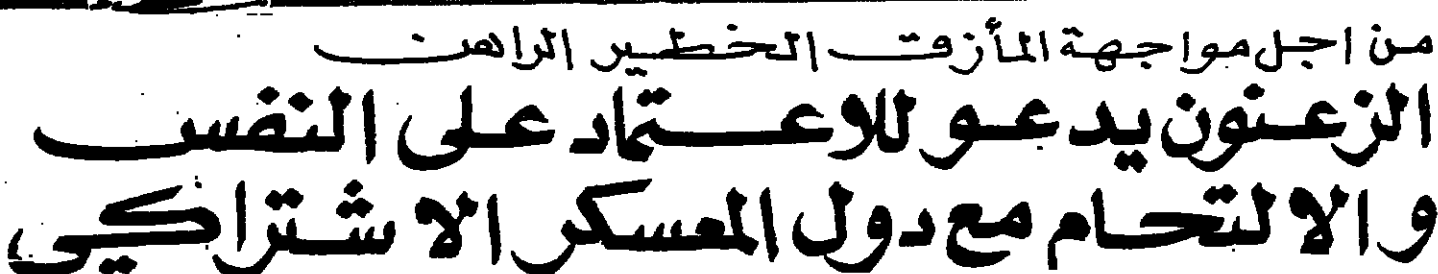 من اجل مواجهة المأزق الخطير الراهن
الزعنون يدعو للاعتماد على النفس
والالتحام مع دول المعسكر الاشتراكي